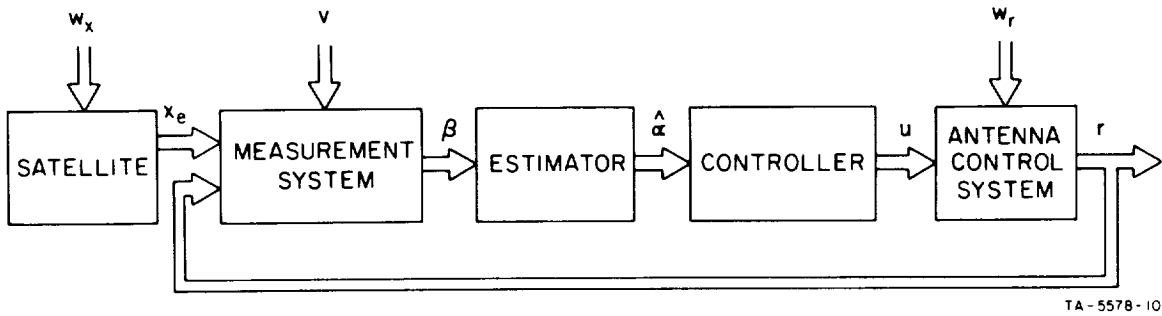 w_x
v
w_r
x_e
β
α̂
u
r
SATELLITE
MEASUREMENT
SYSTEM
ESTIMATOR
CONTROLLER
ANTENNA
CONTROL
SYSTEM
TA-5578-10